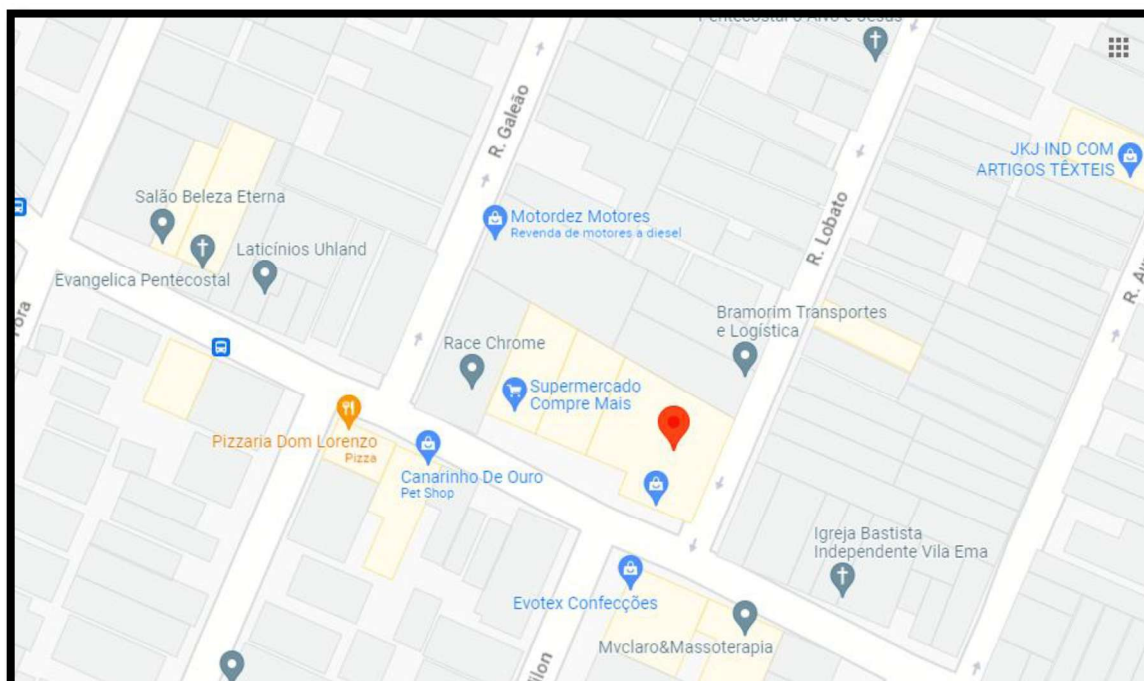 R. Galeão
JKJ IND COM
ARTIGOS TÊXTEIS
Salão Beleza Eterna
Motordez Motores
Revenda de motores a diesel
R. Lobato
Laticínios Uhland
Evangelica Pentecostal
Bramorim Transportes
e Logística
Race Chrome
Supermercado
Compre Mais
Pizzaria Dom Lorenzo
Pizza
Canarinho De Ouro
Pet Shop
Igreja Bastista
Independente Vila Ema
Evotex Confecções
Mvclaro&Massoterapia